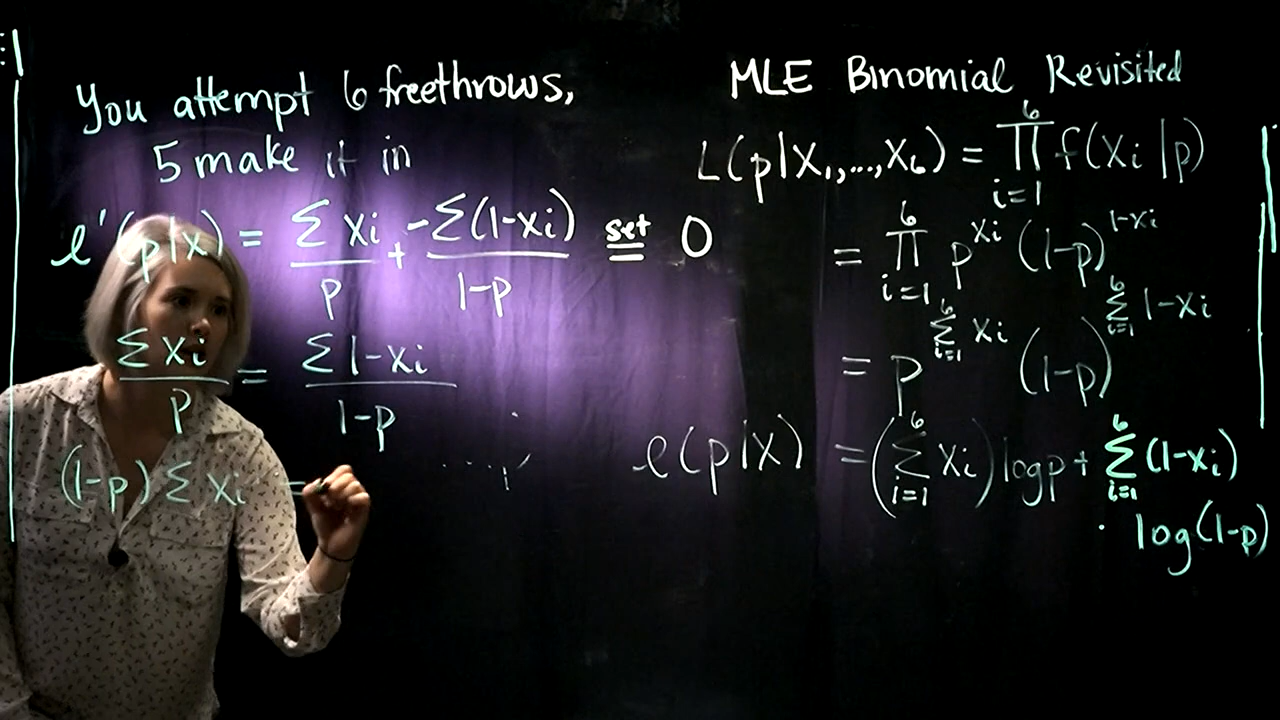 You attempt 6 freethrows,
5 make it in
ℓ'(p|x) = Σxi/p + -Σ(1-xi)/1-p set = 0
Σxi/p = Σ1-xi/1-p
(1-p)Σxi =
MLE Binomial Revisited
L(p|X1,...,X6) = ∏_{i=1}^{6} f(Xi|p)
= ∏_{i=1}^{6} p^{xi} (1-p)^{1-xi}
= p^{Σ_{i=1}^{6} xi} (1-p)^{Σ_{i=1}^{6} 1-xi}
ℓ(p|x) = (Σ_{i=1}^{6} xi) log p + Σ_{i=1}^{6} (1-xi)
· log(1-p)